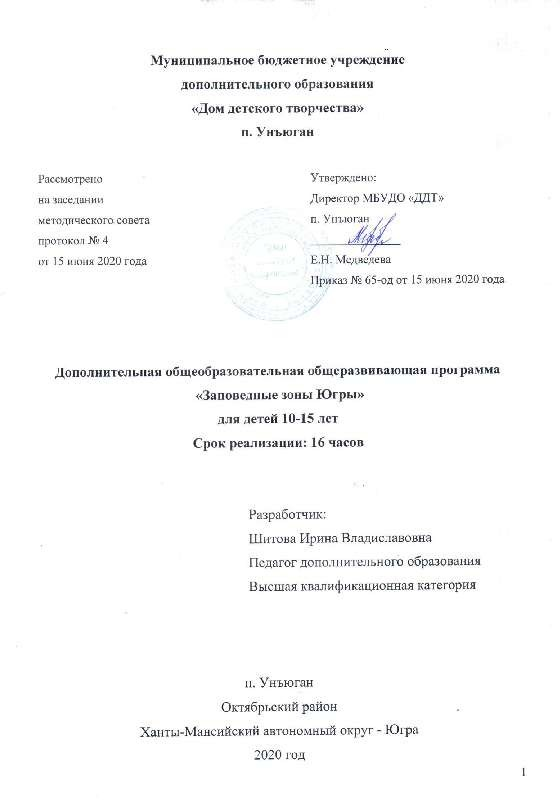 Муниципальное бюджетное учреждение
дополнительного образования
«Дом детского творчества»
п. Унъюган
Рассмотрено
на заседании
методического совета
протокол № 4
от 15 июня 2020 года
Утверждено:
Директор МБУДО «ДДТ»
п. Унъюган
Е.Н. Медведева
Приказ № 65-од от 15 июня 2020 года
Дополнительная общеобразовательная общеразвивающая программа
«Заповедные зоны Югры»
для детей 10-15 лет
Срок реализации: 16 часов
Разработчик:
Шитова Ирина Владиславовна
Педагог дополнительного образования
Высшая квалификационная категория
п. Унъюган
Октябрьский район
Ханты-Мансийский автономный округ - Югра
2020 год
1